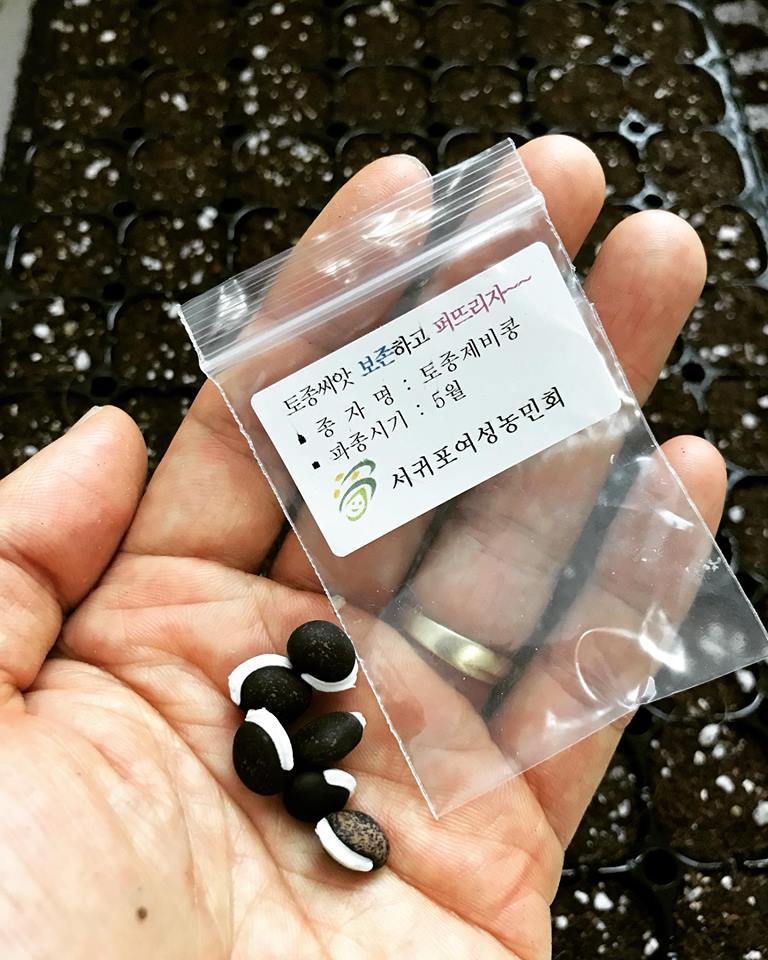 토종씨앗 보존하고 퍼뜨리자~~
▪ 종 자 명 : 토종제비콩
▪ 파종시기 : 5월
서귀포여성농민회